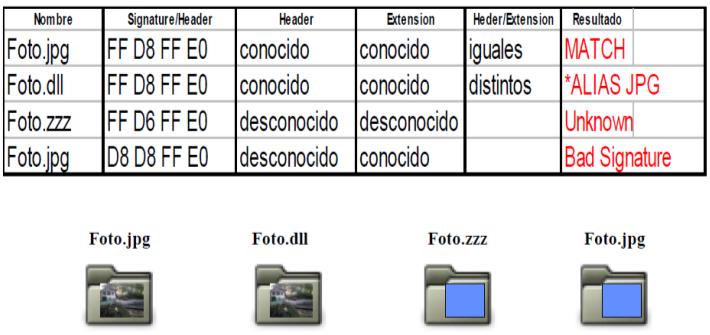 Nombre Signature/Header Header Extension Heder/Extension Resultado
Foto.jpg FF D8 FF E0 conocido conocido iguales MATCH
Foto.dll FF D8 FF E0 conocido conocido distintos *ALIAS JPG
Foto.zzz FF D6 FF E0 desconocido desconocido Unknown
Foto.jpg D8 D8 FF E0 desconocido conocido Bad Signature
Foto.jpg Foto.dll Foto.zzz Foto.jpg